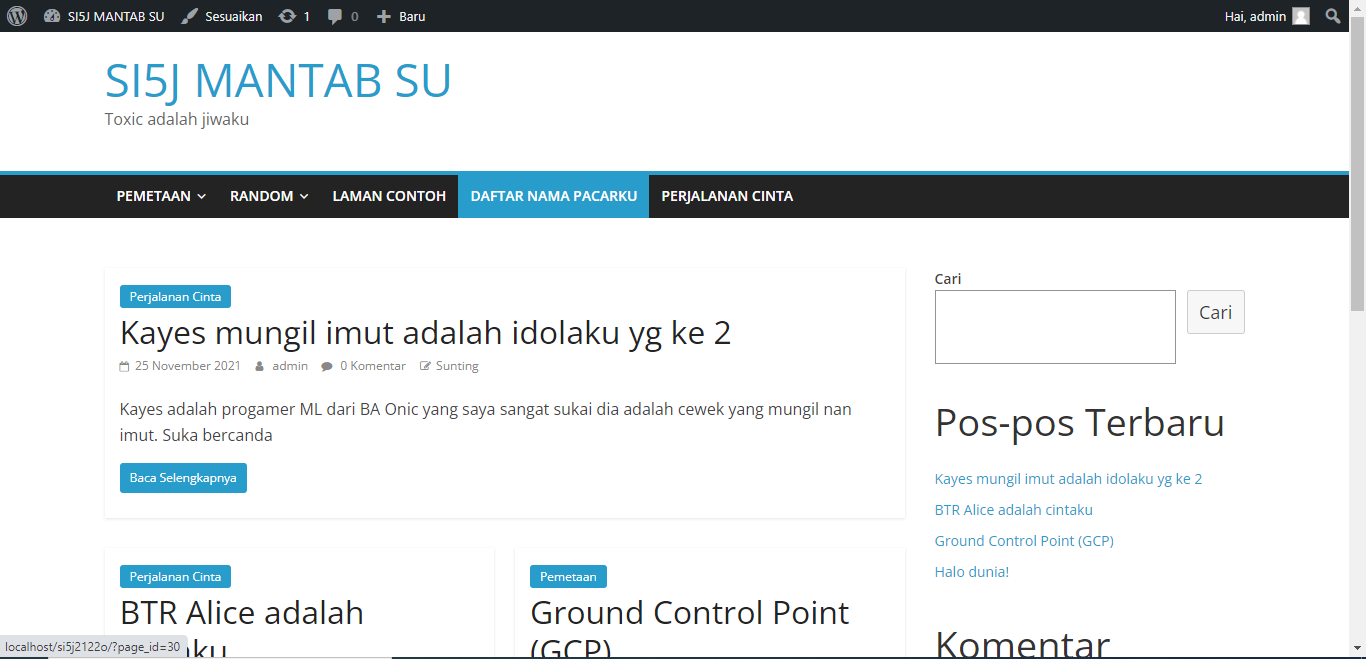 SI5J MANTAB SU Sesuaikan 1 0 Baru Hai, admin
SI5J MANTAB SU
Toxic adalah jiwaku
PEMETAAN RANDOM LAMAN CONTOH DAFTAR NAMA PACARKU PERJALANAN CINTA
Perjalanan Cinta
Kayes mungil imut adalah idolaku yg ke 2
25 November 2021 admin 0 Komentar Sunting
Kayes adalah progamer ML dari BA Onic yang saya sangat sukai dia adalah cewek yang mungil nan
imut. Suka bercanda
Baca Selengkapnya
Perjalanan Cinta
BTR Alice adalah
Pemetaan
Ground Control Point
(GCP)
Cari
Cari
Pos-pos Terbaru
Kayes mungil imut adalah idolaku yg ke 2
BTR Alice adalah cintaku
Ground Control Point (GCP)
Halo dunia!
Komentar
localhost/si5j2122o/?page_id=30